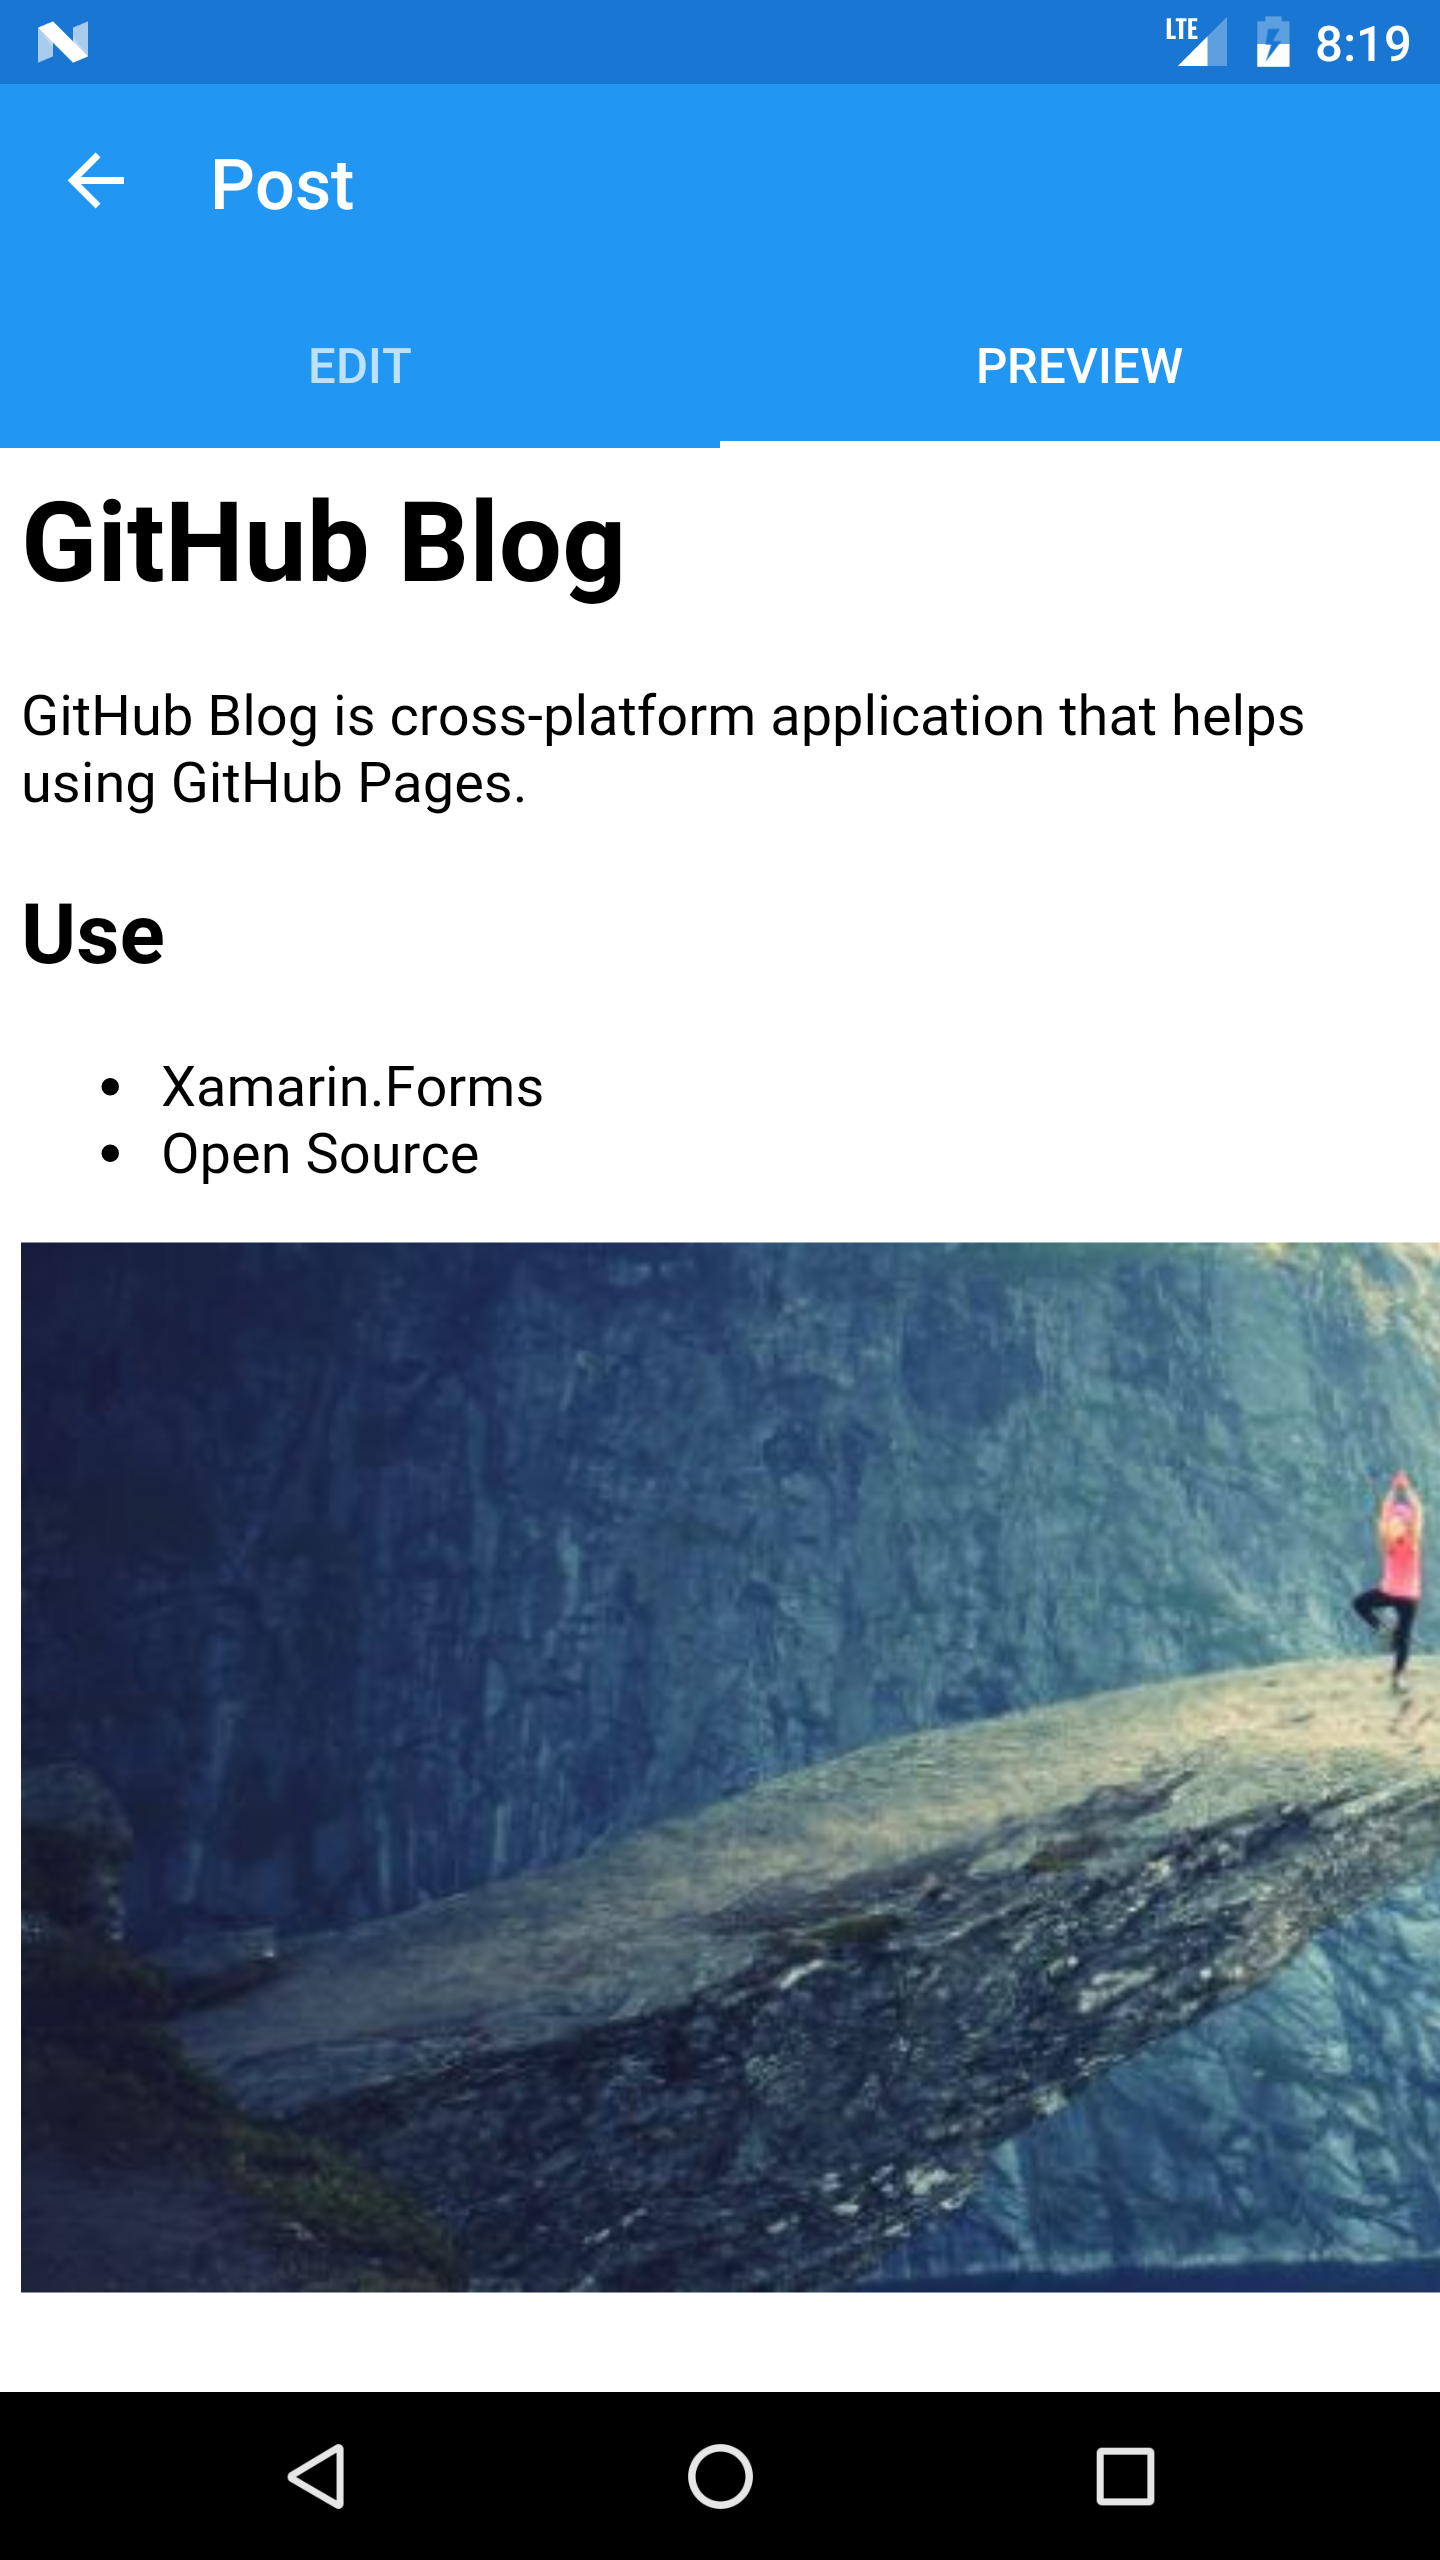 LTE 8:19
Post
EDIT PREVIEW
GitHub Blog
GitHub Blog is cross-platform application that helps
using GitHub Pages.
Use
Xamarin.Forms
Open Source